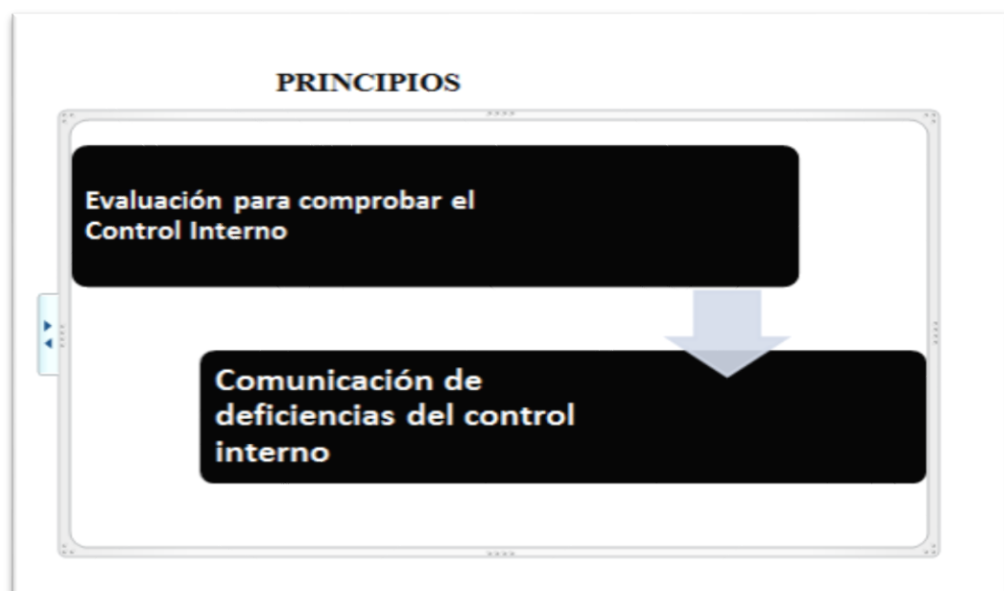 PRINCIPIOS
Evaluación para comprobar el
Control Interno
Comunicación de
deficiencias del control
interno